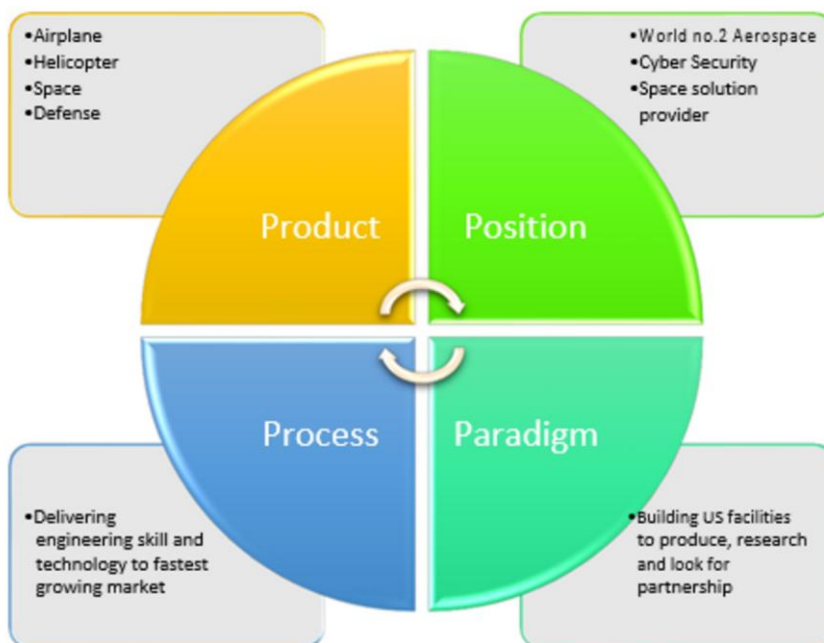 •Airplane
•Helicopter
•Space
•Defense
•World no.2 Aerospace
•Cyber Security
•Space solution
provider
Product
Position
Process
Paradigm
•Delivering
engineering skill and
technology to fastest
growing market
•Building US facilities
to produce, research
and look for
partnership